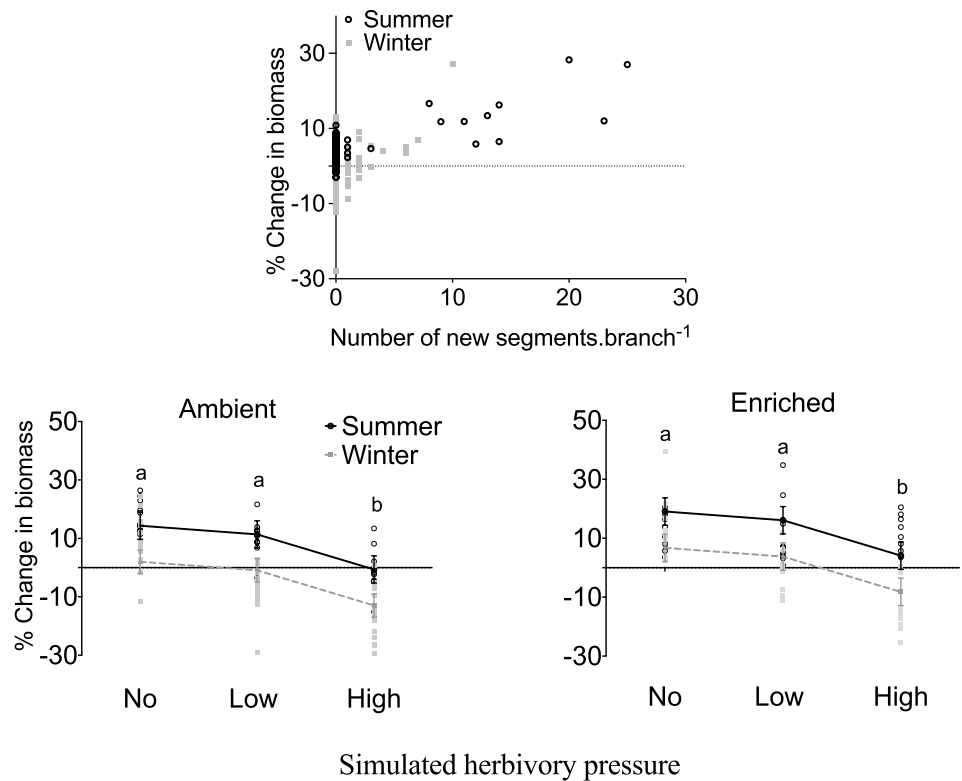 Summer
Winter
% Change in biomass
30
10
-10
-30
0 10 20 30
Number of new segments.branch-1
Ambient
Summer
Winter
% Change in biomass
50
30
10
-10
-30
a a b
No Low High
Enriched
50
30
10
-10
-30
a a b
No Low High
Simulated herbivory pressure